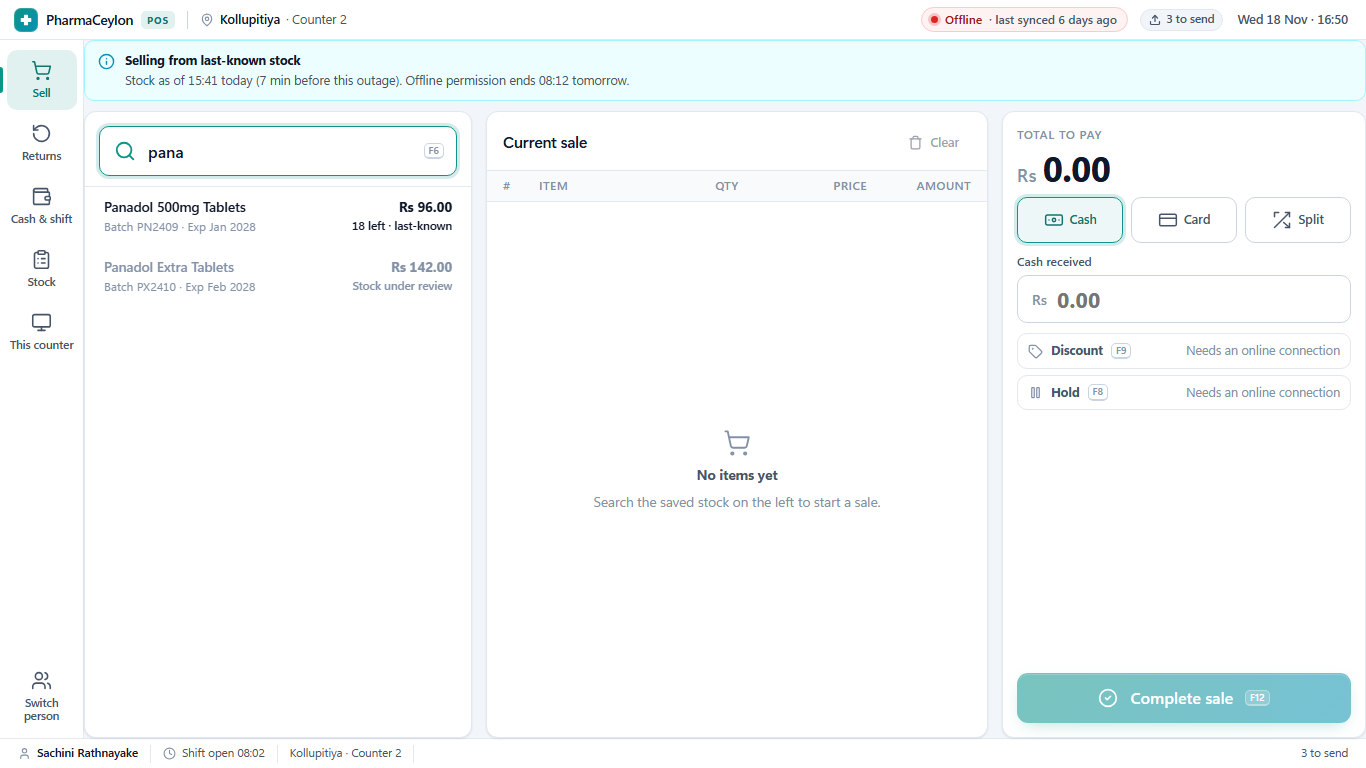 PharmaCeylon POS
Kollupitiya · Counter 2
Offline · last synced 6 days ago
3 to send
Wed 18 Nov · 16:50
Sell
Returns
Cash & shift
Stock
This counter
Switch person
Selling from last-known stock
Stock as of 15:41 today (7 min before this outage). Offline permission ends 08:12 tomorrow.
pana F6
Panadol 500mg Tablets Rs 96.00
Batch PN2409 · Exp Jan 2028 18 left · last-known
Panadol Extra Tablets Rs 142.00
Batch PX2410 · Exp Feb 2028 Stock under review
Current sale Clear
# ITEM QTY PRICE AMOUNT
No items yet
Search the saved stock on the left to start a sale.
TOTAL TO PAY
Rs 0.00
Cash Card Split
Cash received
Rs 0.00
Discount F9 Needs an online connection
Hold F8 Needs an online connection
Complete sale F12
Sachini Rathnayake Shift open 08:02 Kollupitiya · Counter 2 3 to send